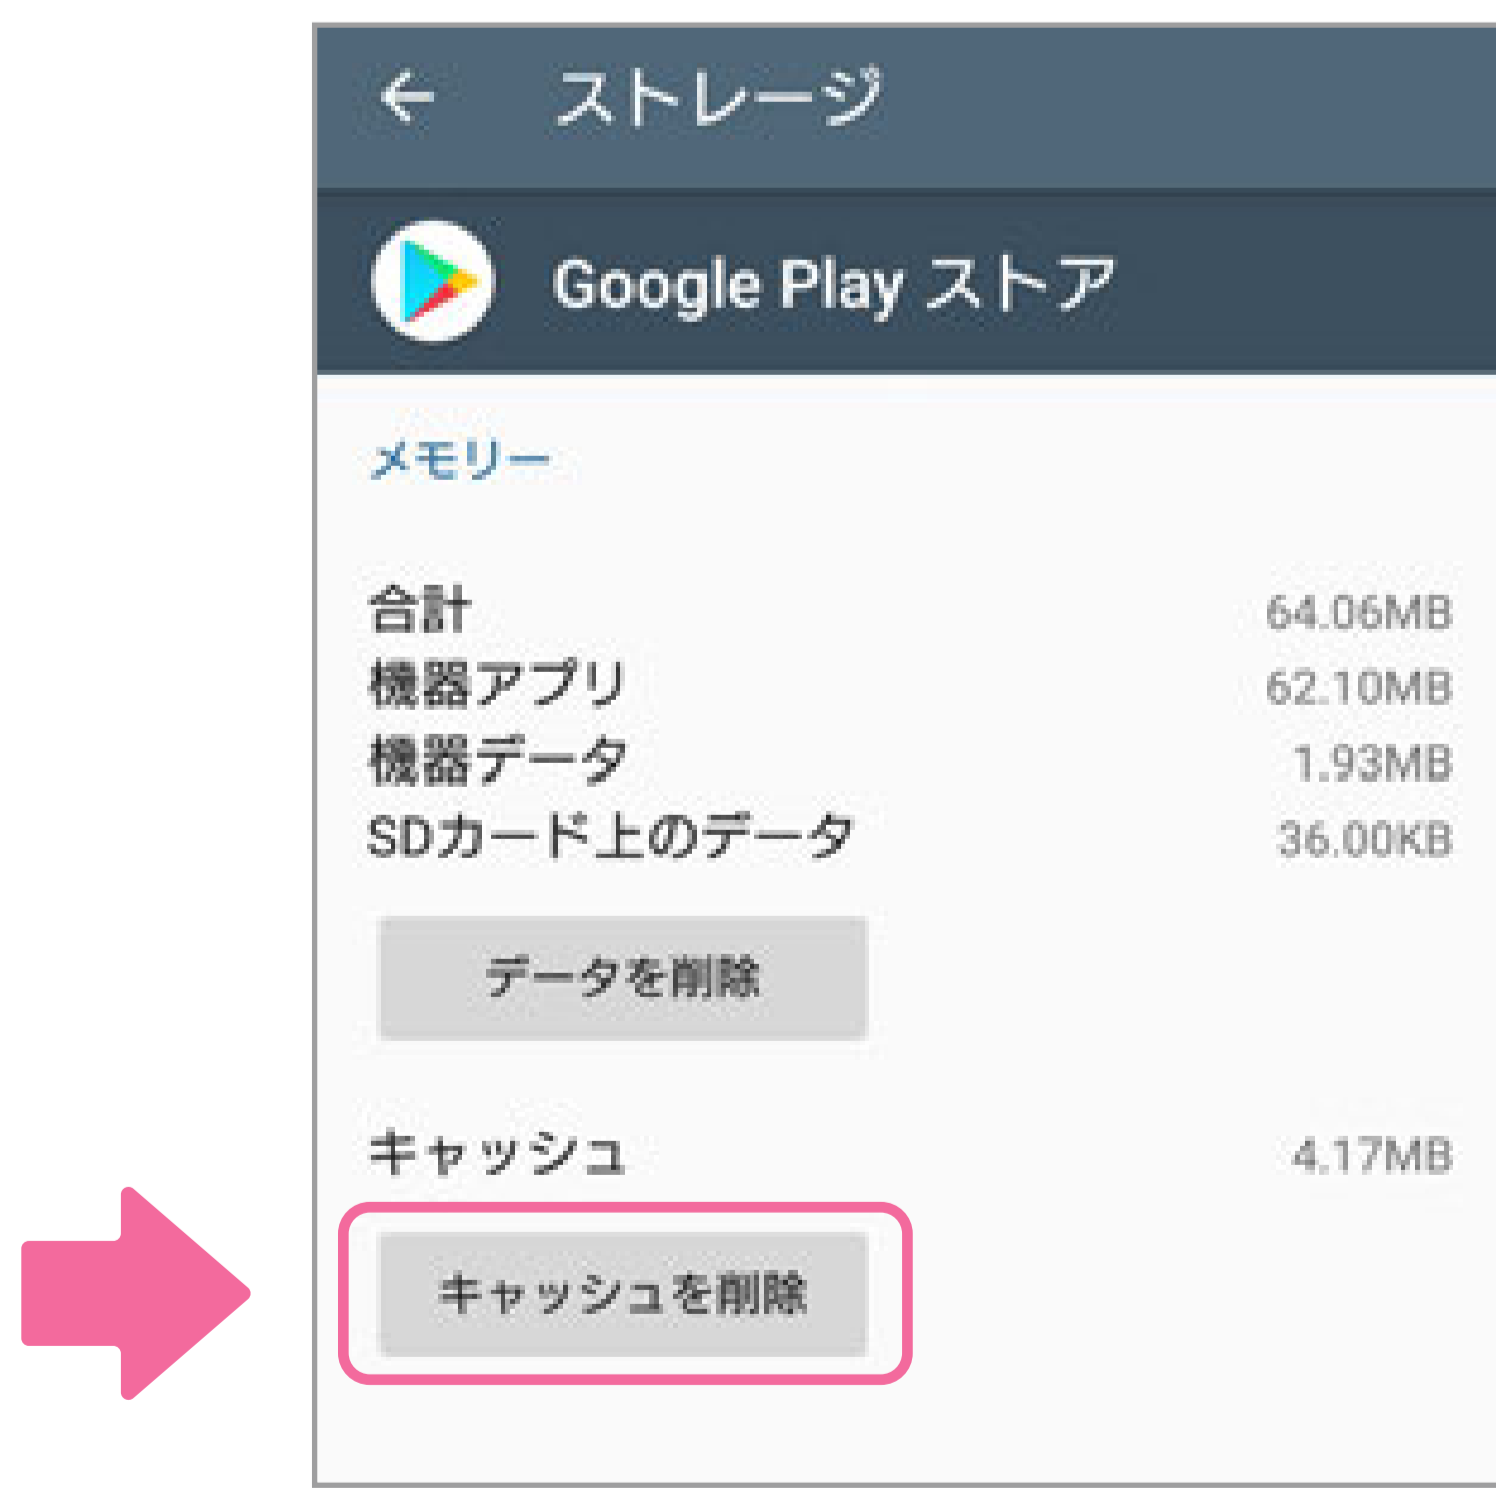 ストレージ
Google Play ストア
メモリー
合計 64.06MB
機器アプリ 62.10MB
機器データ 1.93MB
SDカード上のデータ 36.00KB
データを削除
キャッシュ 4.17MB
キャッシュを削除